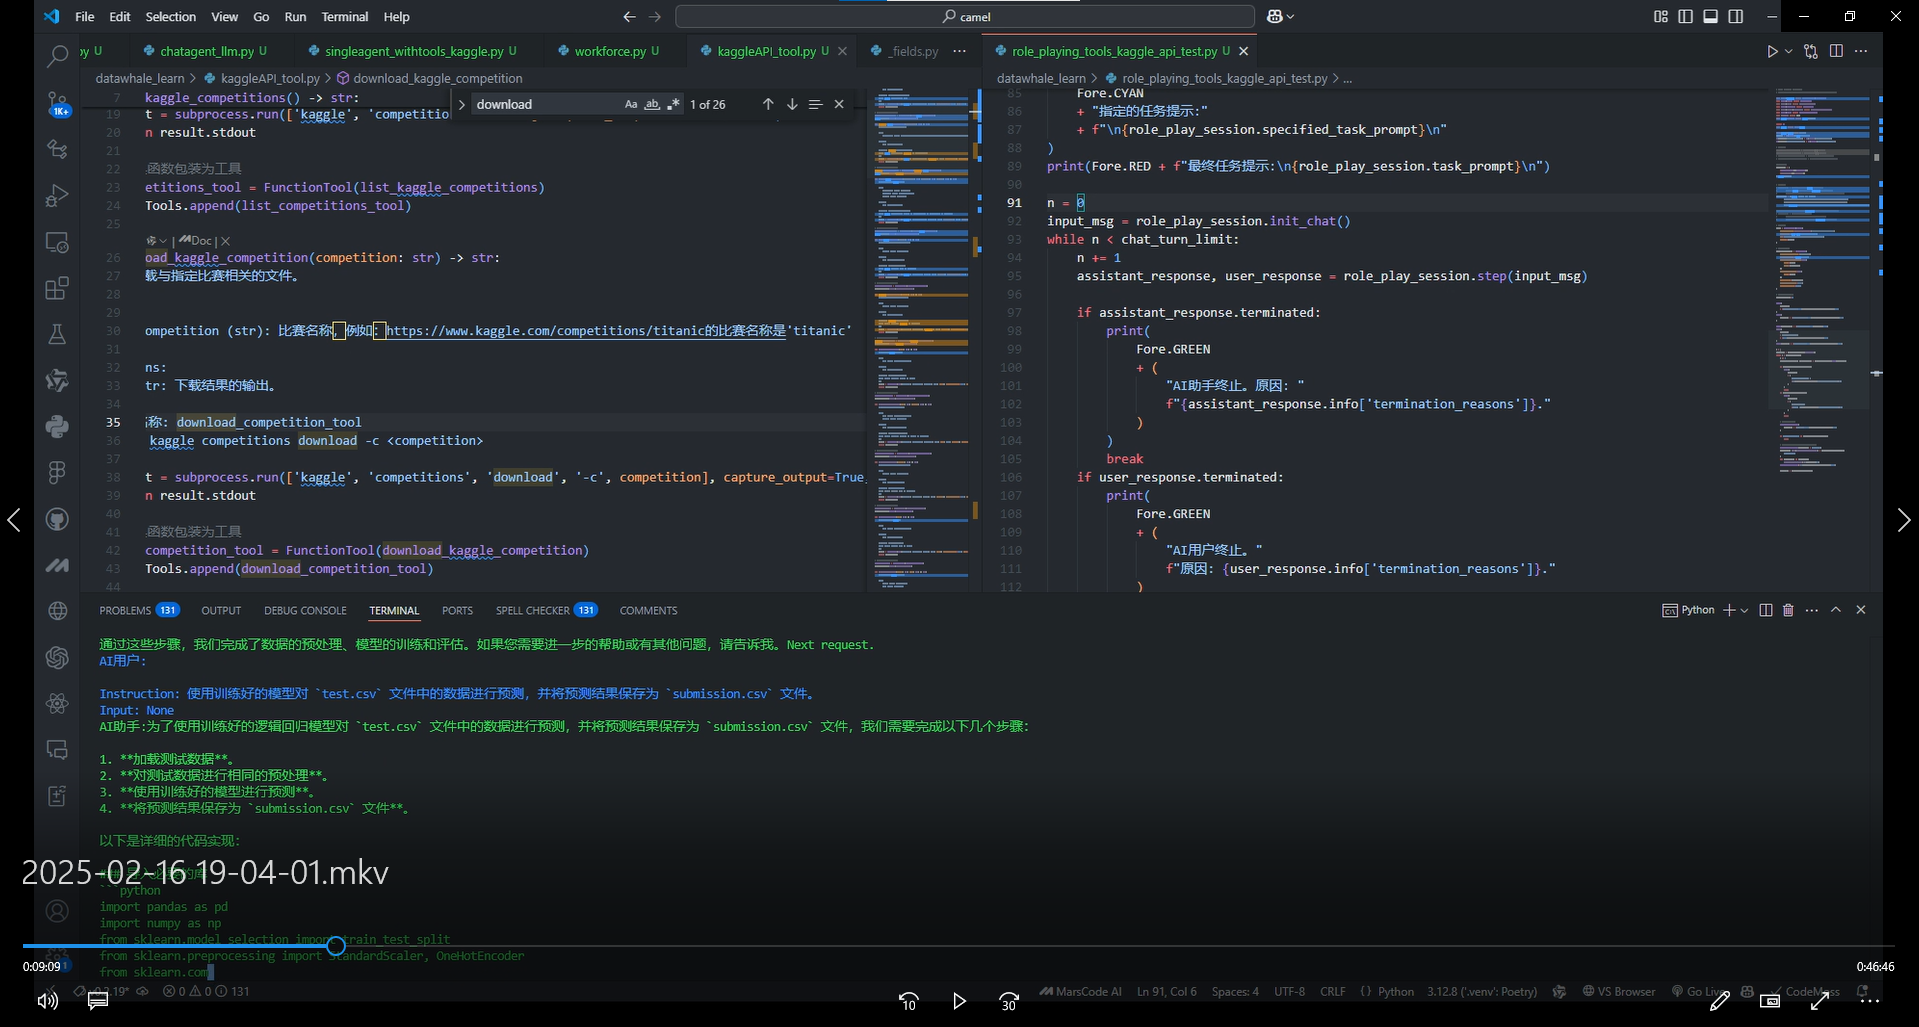 File Edit Selection View Go Run Terminal Help
camel
py U
chatagent_llm.py U
singleagent_withtools_kaggle.py U
workforce.py U
kaggleAPI_tool.py U
_fields.py
datawhale_learn > kaggleAPI_tool.py > download_kaggle_competition
download
Aa ab 1 of 26
7 kaggle_competitions() -> str:
19 t = subprocess.run(['kaggle', 'competitio
20 n result.stdout
21
22 函数包装为工具
23 etitions_tool = FunctionTool(list_kaggle_competitions)
24 Tools.append(list_competitions_tool)
25
Doc
26 oad_kaggle_competition(competition: str) -> str:
27 载与指定比赛相关的文件。
28
29
30 ompetition (str): 比赛名称，例如：https://www.kaggle.com/competitions/titanic的比赛名称是'titanic'
31
32 ns:
33 tr: 下载结果的输出。
34
35 称: download_competition_tool
36 kaggle competitions download -c <competition>
37
38 t = subprocess.run(['kaggle', 'competitions', 'download', '-c', competition], capture_output=True,
39 n result.stdout
40
41 函数包装为工具
42 competition_tool = FunctionTool(download_kaggle_competition)
43 Tools.append(download_competition_tool)
44
role_playing_tools_kaggle_api_test.py U
datawhale_learn > role_playing_tools_kaggle_api_test.py > ...
85 Fore.CYAN
86 + "指定的任务提示:"
87 + f"\n{role_play_session.specified_task_prompt}\n"
88 )
89 print(Fore.RED + f"最终任务提示:\n{role_play_session.task_prompt}\n")
90
91 n = 0
92 input_msg = role_play_session.init_chat()
93 while n < chat_turn_limit:
94 n += 1
95 assistant_response, user_response = role_play_session.step(input_msg)
96
97 if assistant_response.terminated:
98 print(
99 Fore.GREEN
100 + (
101 "AI助手终止。原因: "
102 f"{assistant_response.info['termination_reasons']}."
103 )
104 )
105 break
106 if user_response.terminated:
107 print(
108 Fore.GREEN
109 + (
110 "AI用户终止。"
111 f"原因: {user_response.info['termination_reasons']}."
112 )
PROBLEMS 131 OUTPUT DEBUG CONSOLE TERMINAL PORTS SPELL CHECKER 131 COMMENTS
Python
通过这些步骤，我们完成了数据的预处理、模型的训练和评估。如果您需要进一步的帮助或有其他问题，请告诉我。Next request.
AI用户:
Instruction: 使用训练好的模型对 `test.csv` 文件中的数据进行预测，并将预测结果保存为 `submission.csv` 文件。
Input: None
AI助手:为了使用训练好的逻辑回归模型对 `test.csv` 文件中的数据进行预测，并将预测结果保存为 `submission.csv` 文件，我们需要完成以下几个步骤:
1. **加载测试数据**。
2. **对测试数据进行相同的预处理**。
3. **使用训练好的模型进行预测**。
4. **将预测结果保存为 `submission.csv` 文件**。
以下是详细的代码实现:
2025-02-16 19-04-01.mkv
```python
import pandas as pd
import numpy as np
from sklearn.model_selection import train_test_split
from sklearn.preprocessing import StandardScaler, OneHotEncoder
from sklearn.com
0:09:09
0:46:46
0 0 131
MarsCode AI Ln 91, Col 6 Spaces: 4 UTF-8 CRLF Python 3.12.8 ('.venv': Poetry) VS Browser Go Live
10
30